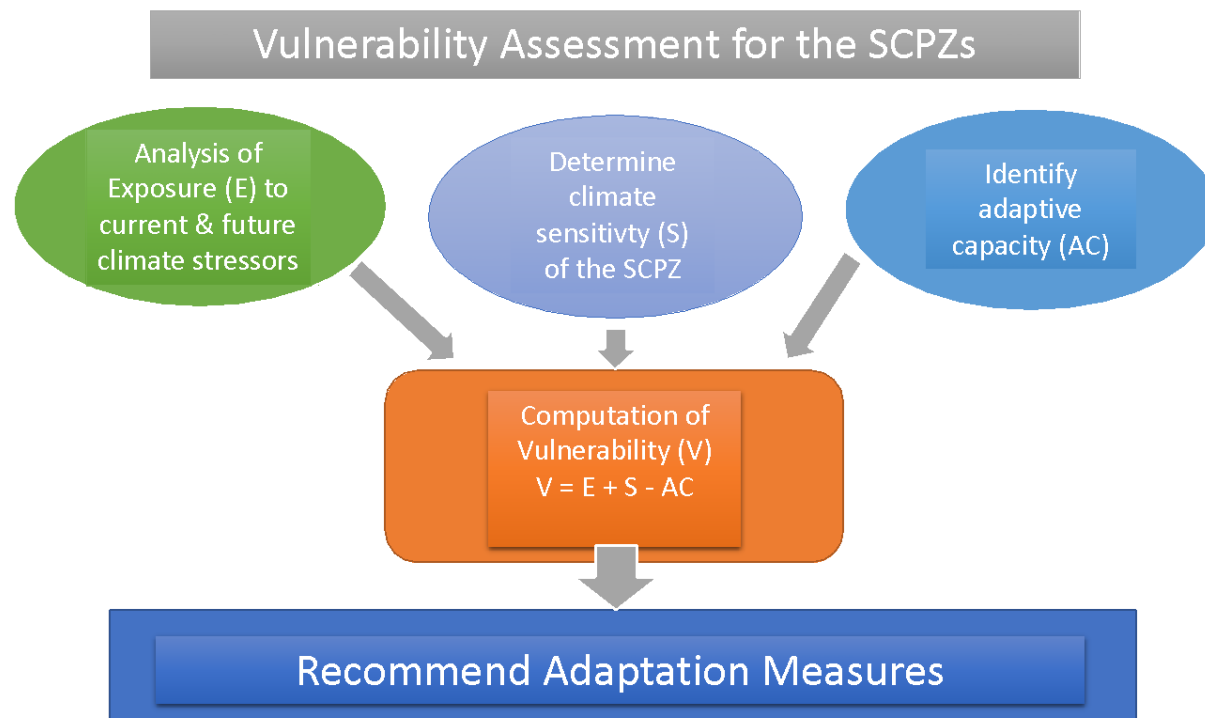 Vulnerability Assessment for the SCPZs
Analysis of
Exposure (E) to
current & future
climate stressors
Determine
climate
sensitivty (S)
of the SCPZ
Identify
adaptive
capacity (AC)
Computation of
Vulnerability (V)
V = E + S - AC
Recommend Adaptation Measures